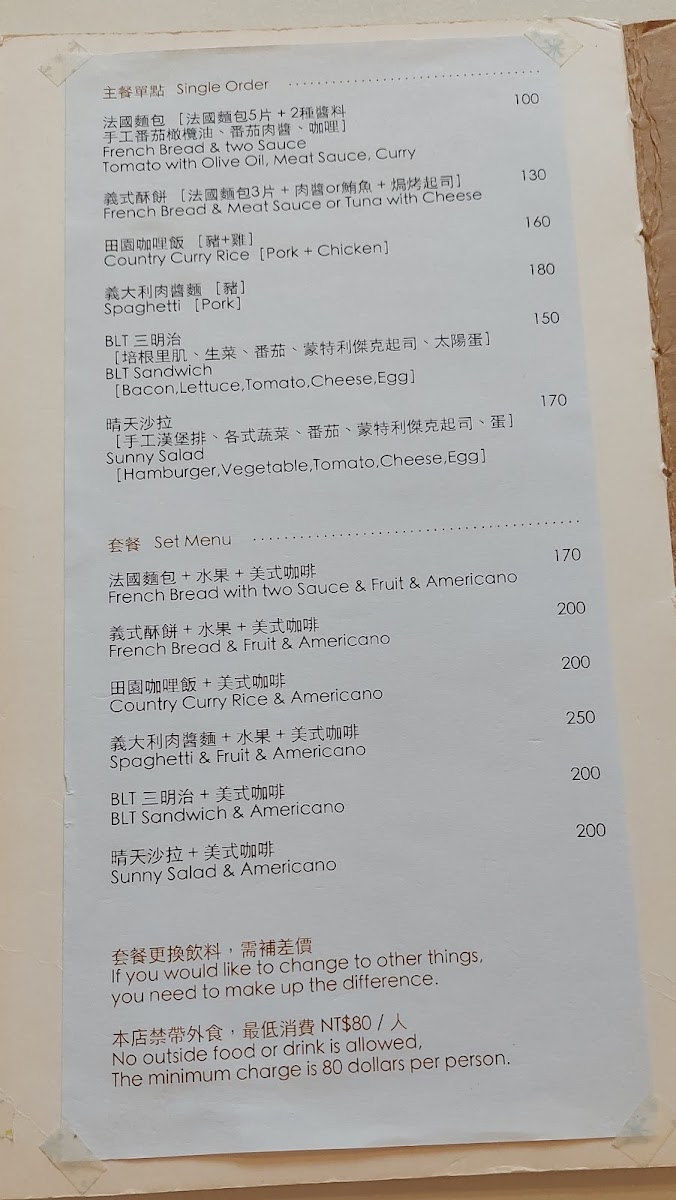 主餐單點 Single Order ........................................
法國麵包 [法國麵包5片 + 2種醬料 100
手工番茄橄欖油、番茄肉醬、咖哩]
French Bread & two Sauce
Tomato with Olive Oil, Meat Sauce, Curry
義式酥餅 [法國麵包3片 + 肉醬or鮪魚 + 焗烤起司] 130
French Bread & Meat Sauce or Tuna with Cheese
田園咖哩飯 [豬+雞] 160
Country Curry Rice [Pork + Chicken]
義大利肉醬麵 [豬] 180
Spaghetti [Pork]
BLT 三明治 150
[培根里肌、生菜、番茄、蒙特利傑克起司、太陽蛋]
BLT Sandwich
[Bacon,Lettuce,Tomato,Cheese,Egg]
晴天沙拉 170
[手工漢堡排、各式蔬菜、番茄、蒙特利傑克起司、蛋]
Sunny Salad
[Hamburger,Vegetable,Tomato,Cheese,Egg]
套餐 Set Menu ........................................
法國麵包 + 水果 + 美式咖啡 170
French Bread with two Sauce & Fruit & Americano
義式酥餅 + 水果 + 美式咖啡 200
French Bread & Fruit & Americano
田園咖哩飯 + 美式咖啡 200
Country Curry Rice & Americano
義大利肉醬麵 + 水果 + 美式咖啡 250
Spaghetti & Fruit & Americano
BLT 三明治 + 美式咖啡 200
BLT Sandwich & Americano
晴天沙拉 + 美式咖啡 200
Sunny Salad & Americano
套餐更換飲料，需補差價
If you would like to change to other things,
you need to make up the difference.
本店禁帶外食，最低消費 NT$80 / 人
No outside food or drink is allowed,
The minimum charge is 80 dollars per person.